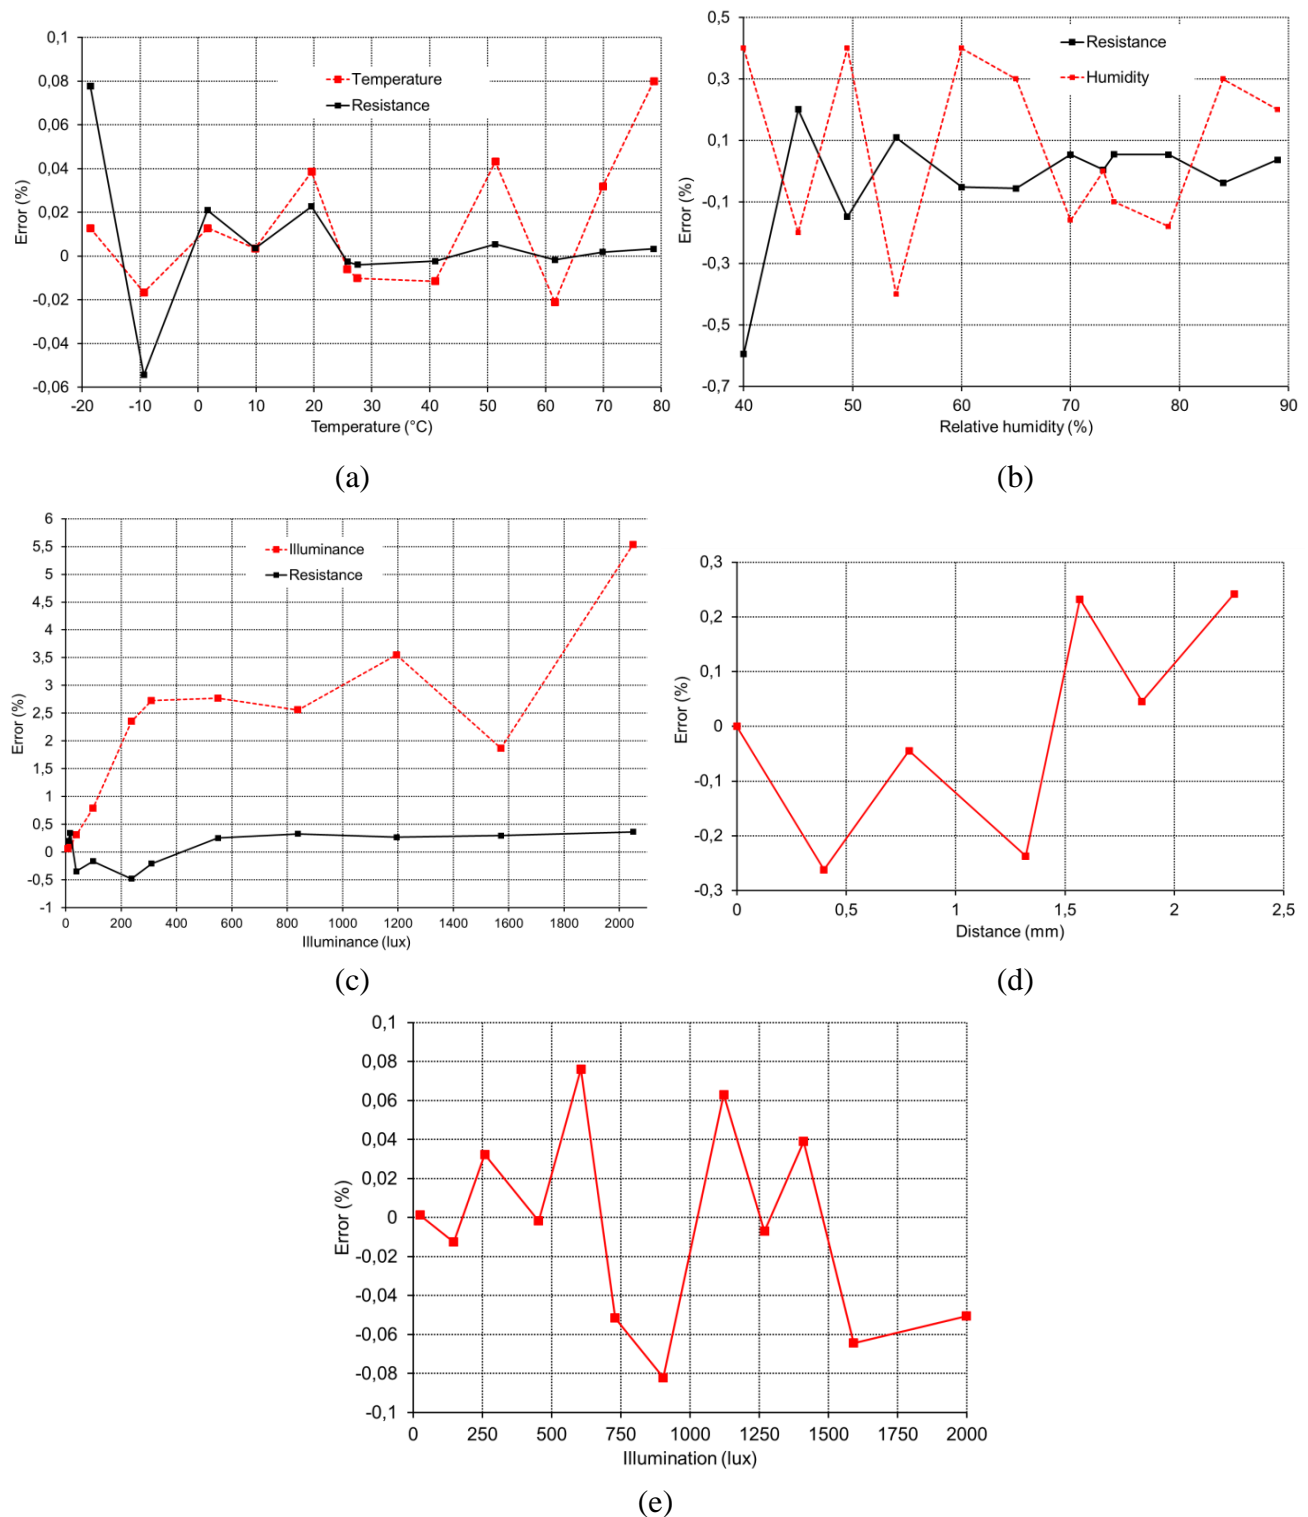 0,1
0,08
0,06
0,04
0,02
0
-0,02
-0,04
-0,06
Error (%)
Temperature
Resistance
-20 -10 0 10 20 30 40 50 60 70 80
Temperature (°C)
(a)
0,5
0,3
0,1
-0,1
-0,3
-0,5
-0,7
Error (%)
Resistance
Humidity
40 50 60 70 80 90
Relative humidity (%)
(b)
6
5,5
5
4,5
4
3,5
3
2,5
2
1,5
1
0,5
0
-0,5
-1
Error (%)
Illuminance
Resistance
0 200 400 600 800 1000 1200 1400 1600 1800 2000
Illuminance (lux)
(c)
0,3
0,2
0,1
0
-0,1
-0,2
-0,3
Error (%)
0 0,5 1 1,5 2 2,5
Distance (mm)
(d)
0,1
0,08
0,06
0,04
0,02
0
-0,02
-0,04
-0,06
-0,08
-0,1
Error (%)
0 250 500 750 1000 1250 1500 1750 2000
Illumination (lux)
(e)